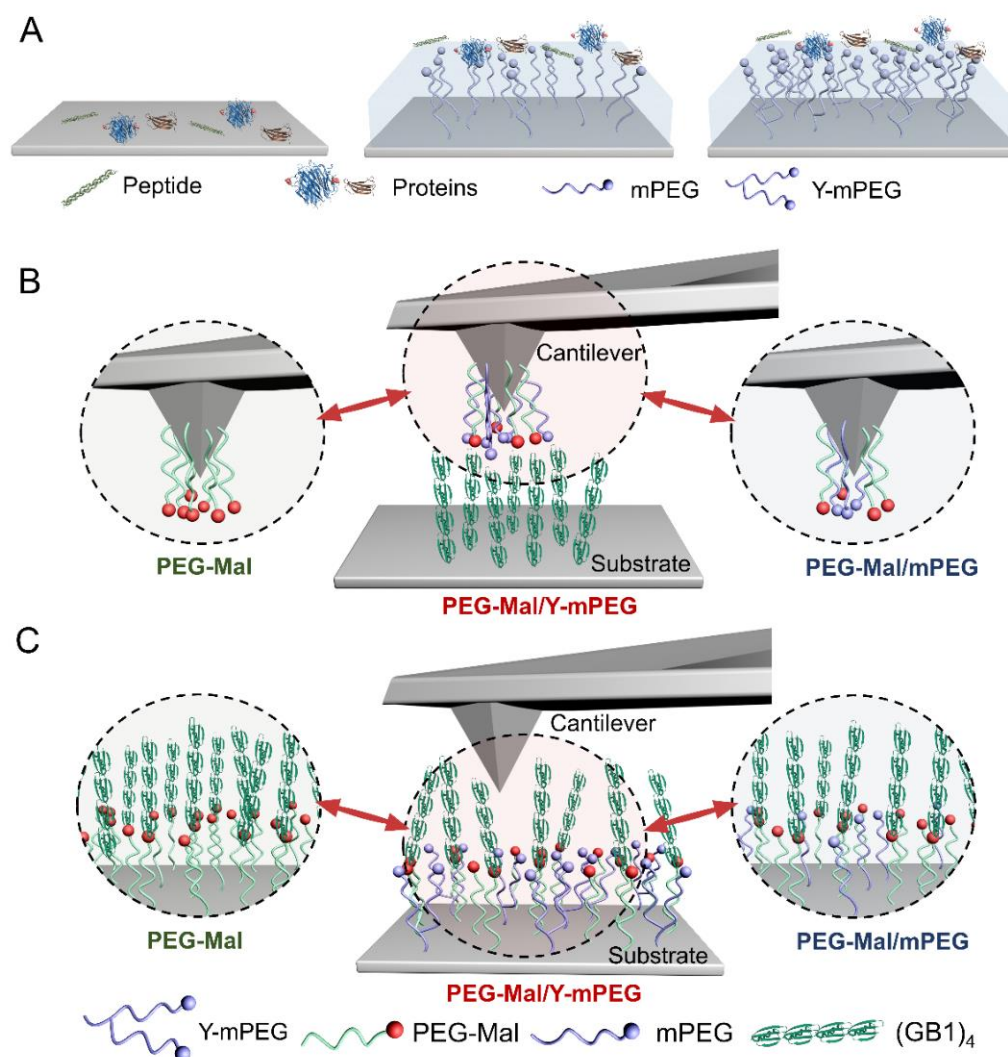 A
Peptide
Proteins
mPEG
Y-mPEG
B
Cantilever
Substrate
PEG-Mal
PEG-Mal/Y-mPEG
PEG-Mal/mPEG
C
Cantilever
Substrate
PEG-Mal
PEG-Mal/Y-mPEG
PEG-Mal/mPEG
Y-mPEG
PEG-Mal
mPEG
(GB1)₄